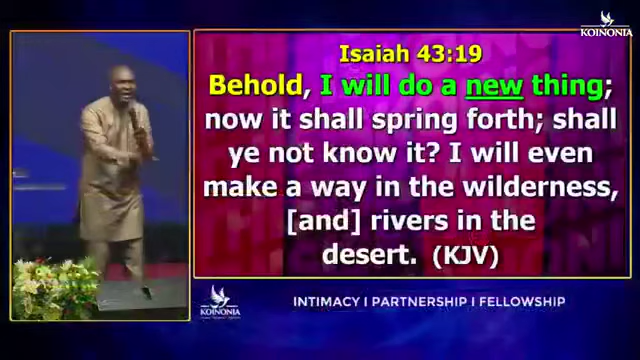 KOINONIA
Isaiah 43:19
Behold, I will do a new thing;
now it shall spring forth; shall
ye not know it? I will even
make a way in the wilderness,
[and] rivers in the
desert. (KJV)
KOINONIA
INTIMACY I PARTNERSHIP I FELLOWSHIP